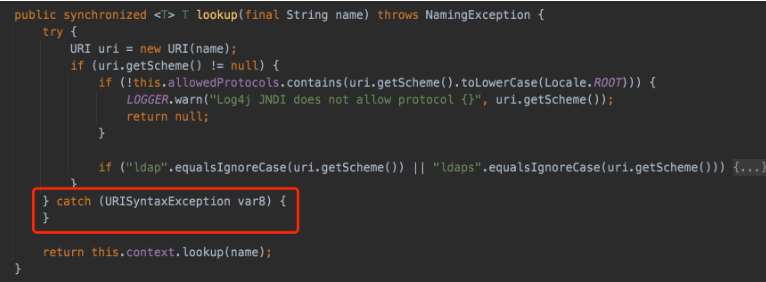 public synchronized <T> T lookup(final String name) throws NamingException {
try {
URI uri = new URI(name);
if (uri.getScheme() != null) {
if (!this.allowedProtocols.contains(uri.getScheme().toLowerCase(Locale.ROOT))) {
LOGGER.warn("Log4j JNDI does not allow protocol {}", uri.getScheme());
return null;
}
if ("ldap".equalsIgnoreCase(uri.getScheme()) || "ldaps".equalsIgnoreCase(uri.getScheme())) {...}
}
} catch (URISyntaxException var8) {
}
return this.context.lookup(name);
}